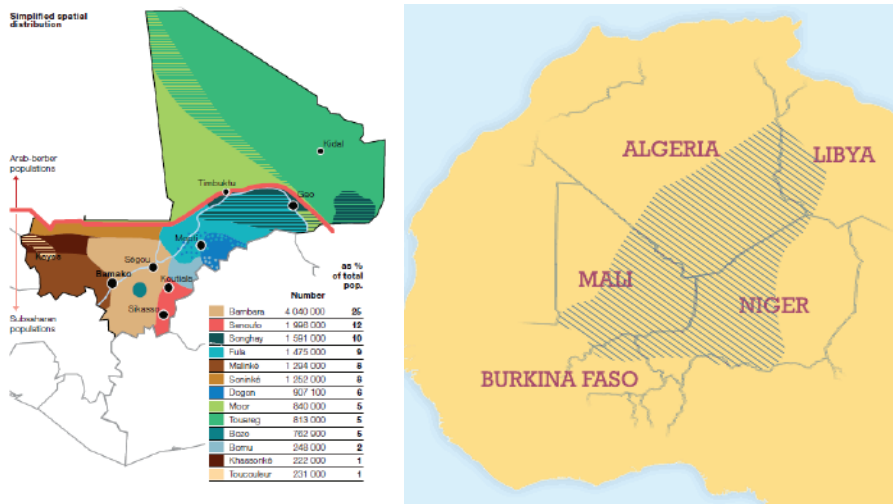 Simplified spatial
distribution
Kidal
Arab-berber
populations
Timbuktu
Gao
Mopti
Kayes
Ségou
Bamako
Koutiala
Sikasso
Subsaharan
populations
as %
of total
pop.
Number
Bambara 4 040 000 25
Senoufo 1 996 000 12
Songhay 1 591 000 10
Fula 1 475 000 9
Malinké 1 294 000 8
Soninké 1 252 000 8
Dogon 907 100 6
Moor 840 000 5
Touareg 813 000 5
Bozo 762 900 5
Bomu 248 000 2
Khassonké 222 000 1
Toucouleur 231 000 1
ALGERIA
LIBYA
MALI
NIGER
BURKINA FASO